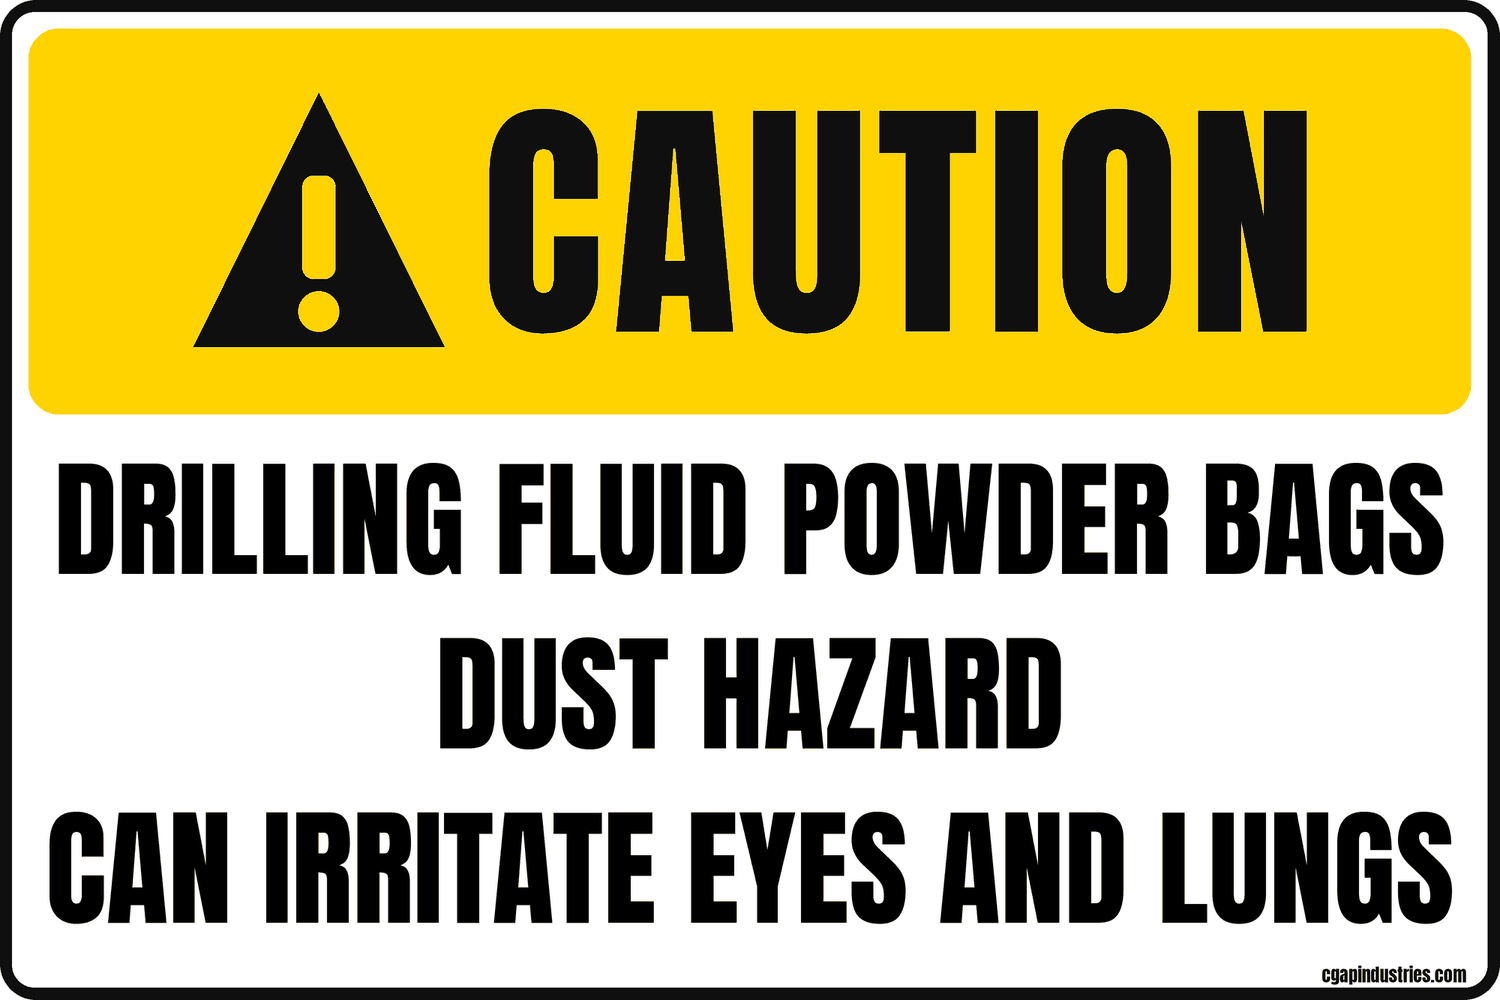 CAUTION
DRILLING FLUID POWDER BAGS
DUST HAZARD
CAN IRRITATE EYES AND LUNGS
cgapindustries.com